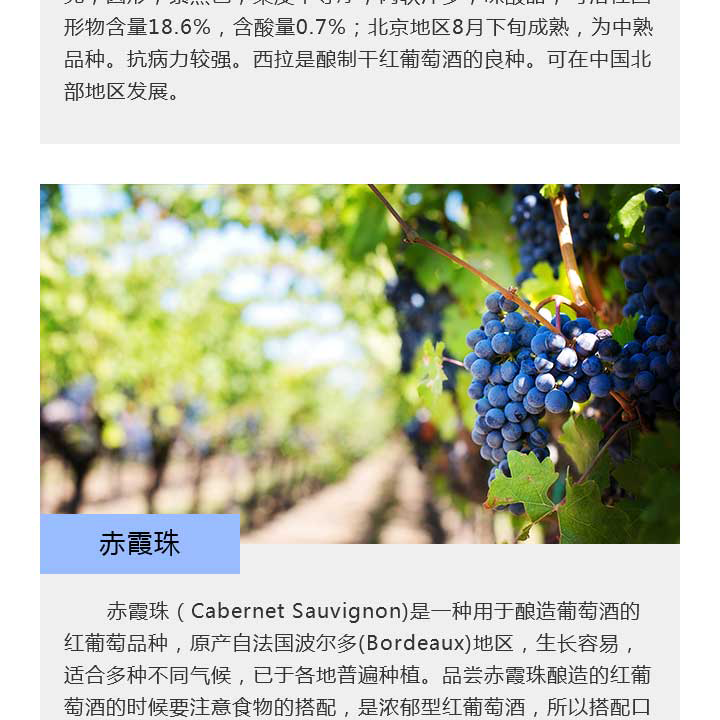 形物含量18.6%，含酸量0.7%；北京地区8月下旬成熟，为中熟
品种。抗病力较强。西拉是酿制干红葡萄酒的良种。可在中国北
部地区发展。
赤霞珠
赤霞珠（Cabernet Sauvignon)是一种用于酿造葡萄酒的
红葡萄品种，原产自法国波尔多(Bordeaux)地区，生长容易，
适合多种不同气候，已于各地普遍种植。品尝赤霞珠酿造的红葡
萄酒的时候要注意食物的搭配，是浓郁型红葡萄酒，所以搭配口